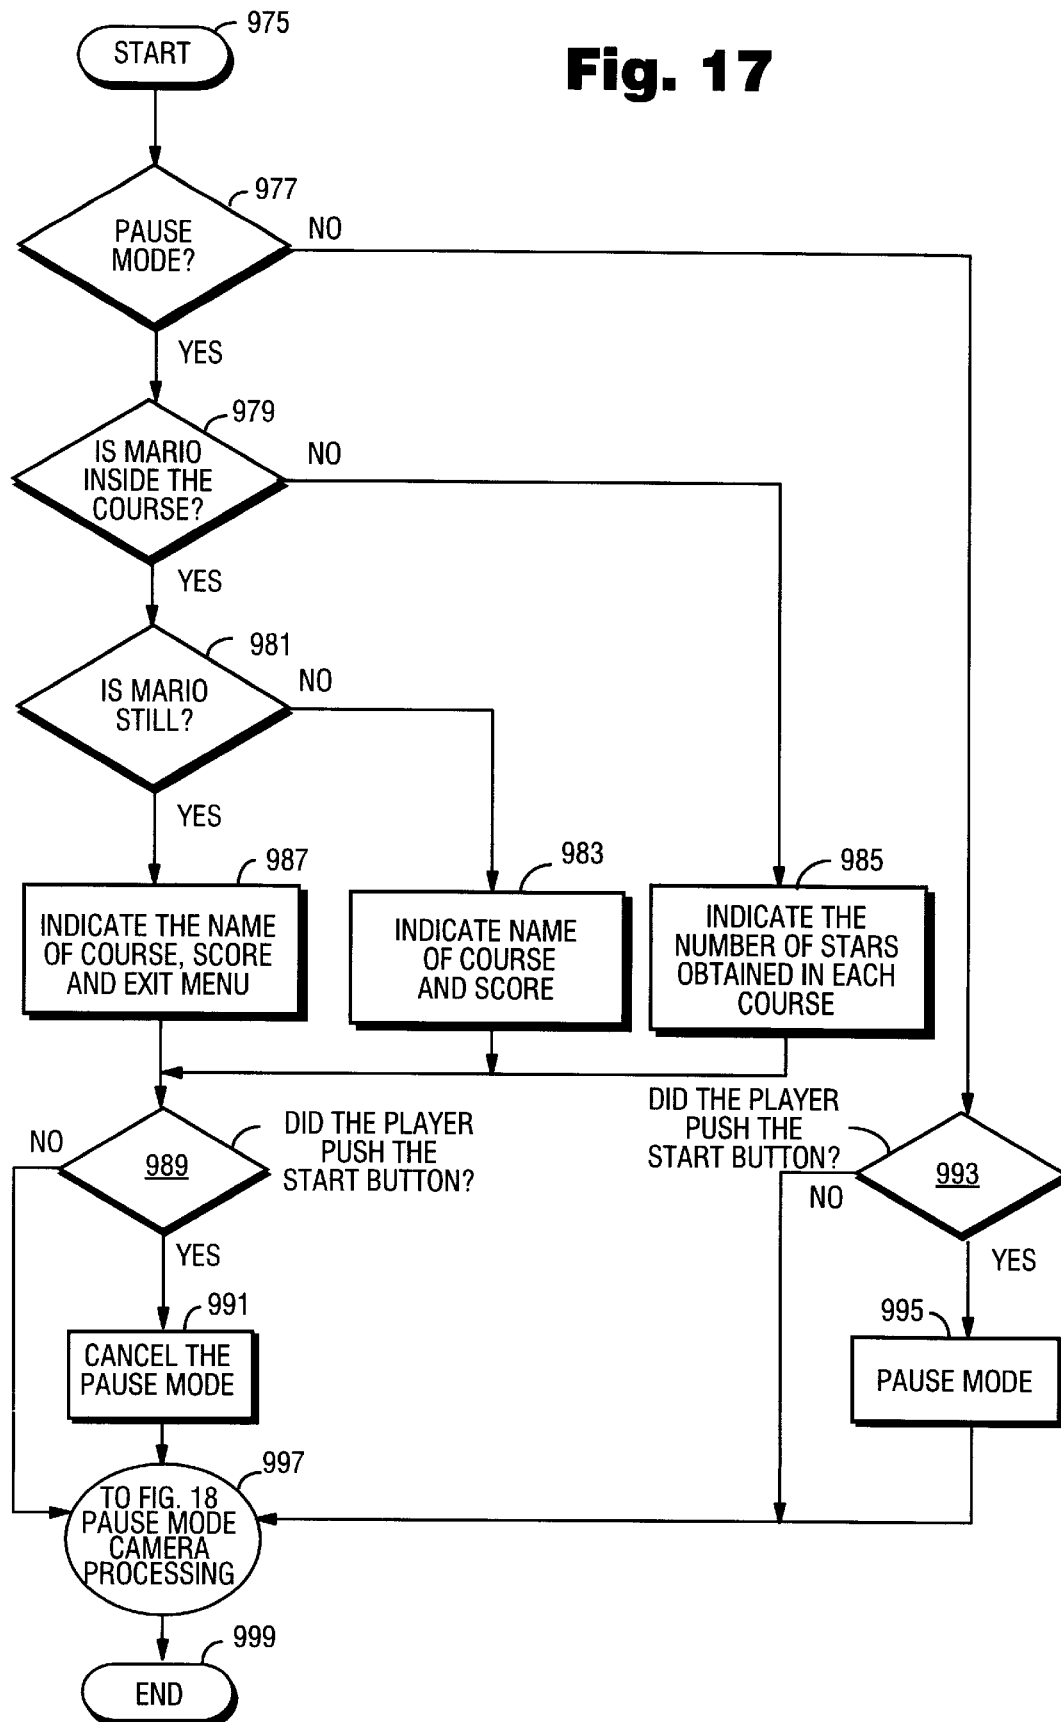 START
975
Fig. 17
977
PAUSE
MODE?
NO
YES
979
IS MARIO
INSIDE THE
COURSE?
NO
YES
981
IS MARIO
STILL?
NO
YES
987
INDICATE THE NAME
OF COURSE, SCORE
AND EXIT MENU
983
INDICATE NAME
OF COURSE
AND SCORE
985
INDICATE THE
NUMBER OF STARS
OBTAINED IN EACH
COURSE
NO
989
DID THE PLAYER
PUSH THE
START BUTTON?
YES
DID THE PLAYER
PUSH THE
START BUTTON?
993
NO
YES
991
CANCEL THE
PAUSE MODE
995
PAUSE MODE
997
TO FIG. 18
PAUSE MODE
CAMERA
PROCESSING
999
END